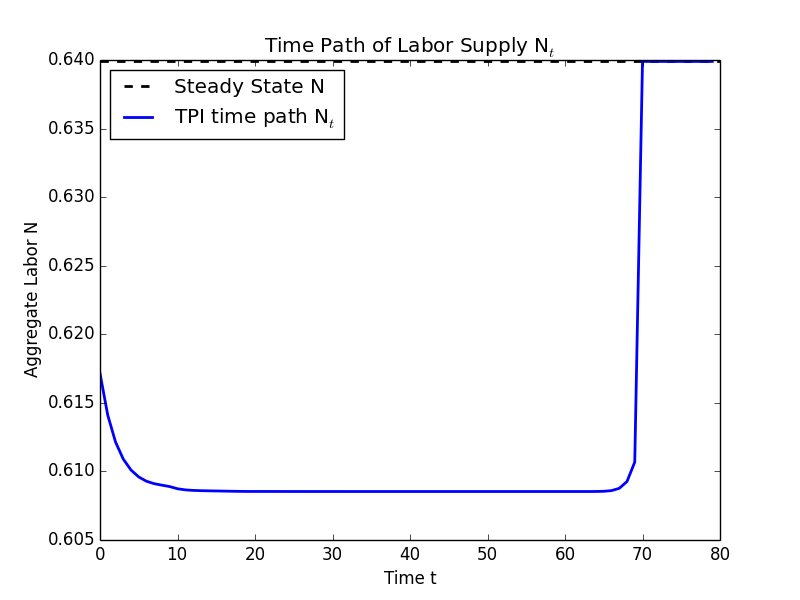 Time Path of Labor Supply N_t
Steady State N
TPI time path N_t
Aggregate Labor N
0.640
0.635
0.630
0.625
0.620
0.615
0.610
0.605
0 10 20 30 40 50 60 70 80
Time t